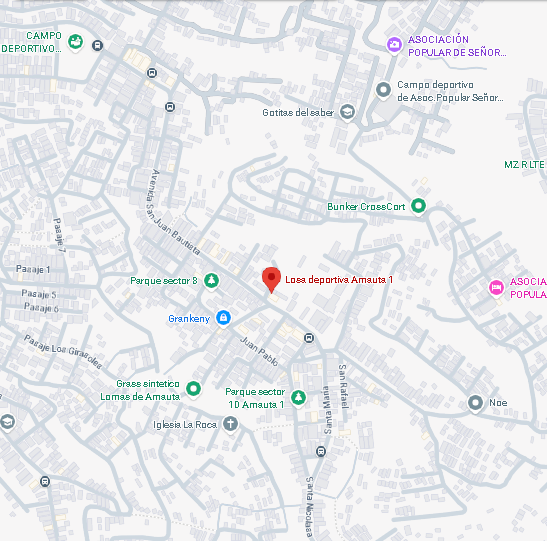 CAMPO
DEPORTIVO...
ASOCIACIÓN
POPULAR DE SEÑOR...
Campo deportivo
de Asoc.Popular Señor...
Gotitas del saber
MZ R LTE
Avenida San Juan Bautista
Bunker CrossCort
Pasaje 7
Pasaje 1
Parque sector 8
Losa deportiva Amauta 1
ASOCIA
POPULA
Pasaje 5
Pasaje 6
Grankeny
Pasaje Los Girasoles
Juan Pablo
Grass sintetico
Lomas de Amauta
Parque sector
10 Amauta 1
San Rafael
Santa Maria
Noe
Iglesia La Roca
Santa Nicolasa